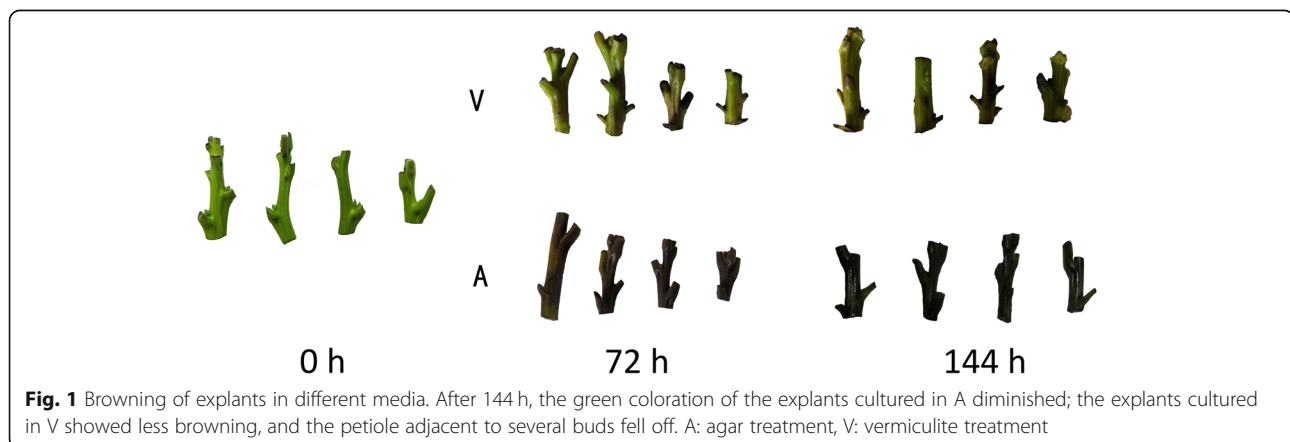 V
A
0 h 72 h 144 h
Fig. 1 Browning of explants in different media. After 144 h, the green coloration of the explants cultured in A diminished; the explants cultured
in V showed less browning, and the petiole adjacent to several buds fell off. A: agar treatment, V: vermiculite treatment